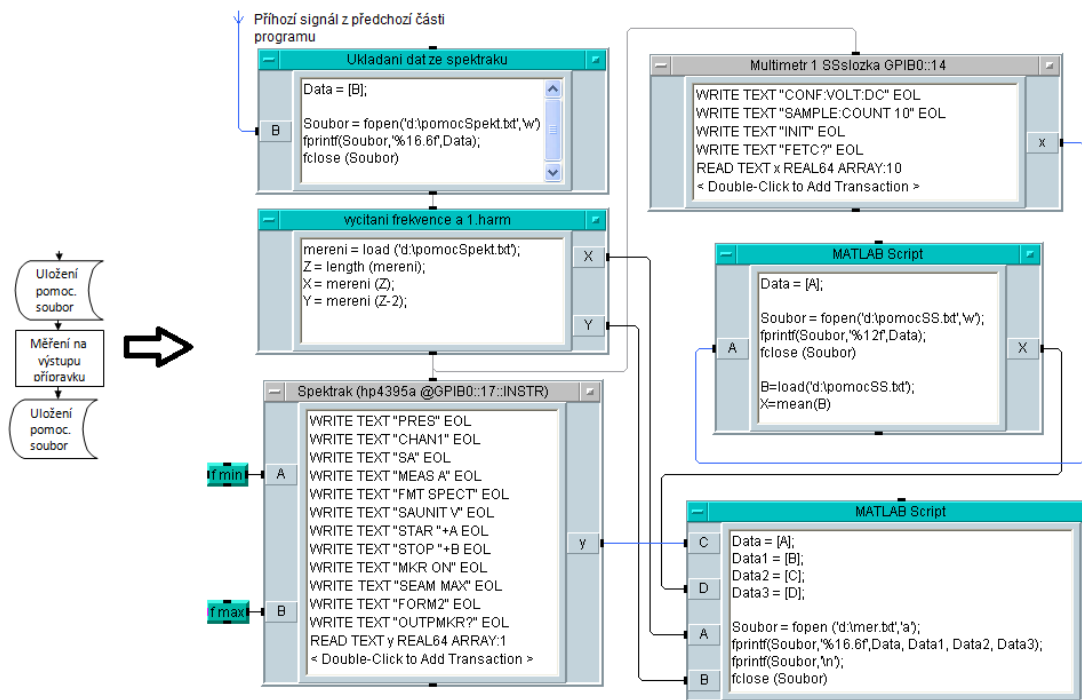 Příhozí signál z předchozí části
programu
Ukladani dat ze spektraku
Data = [B];
Soubor = fopen('d:\pomocSpekt.txt','w')
fprintf(Soubor,'%16.6f',Data);
fclose (Soubor)
B
vycitani frekvence a 1.harm
mereni = load ('d:\pomocSpekt.txt');
Z = length (mereni);
X = mereni (Z);
Y = mereni (Z-2);
X
Y
Uložení
pomoc.
soubor
Měření na
výstupu
přípravku
Uložení
pomoc.
soubor
Spektrak (hp4395a @GPIB0::17::INSTR)
WRITE TEXT "PRES" EOL
WRITE TEXT "CHAN1" EOL
WRITE TEXT "SA" EOL
WRITE TEXT "MEAS A" EOL
WRITE TEXT "FMT SPECT" EOL
WRITE TEXT "SAUNIT V" EOL
WRITE TEXT "STAR "+A EOL
WRITE TEXT "STOP "+B EOL
WRITE TEXT "MKR ON" EOL
WRITE TEXT "SEAM MAX" EOL
WRITE TEXT "FORM2" EOL
WRITE TEXT "OUTPMKR?" EOL
READ TEXT y REAL64 ARRAY:1
< Double-Click to Add Transaction >
f min
A
f max
B
y
Multimetr 1 SSslozka GPIB0::14
WRITE TEXT "CONF:VOLT:DC" EOL
WRITE TEXT "SAMPLE:COUNT 10" EOL
WRITE TEXT "INIT" EOL
WRITE TEXT "FETC?" EOL
READ TEXT x REAL64 ARRAY:10
< Double-Click to Add Transaction >
x
MATLAB Script
Data = [A];
Soubor = fopen('d:\pomocSS.txt','w');
fprintf(Soubor,'%12f',Data);
fclose (Soubor)
B=load('d:\pomocSS.txt');
X=mean(B)
A
X
MATLAB Script
Data = [A];
Data1 = [B];
Data2 = [C];
Data3 = [D];
Soubor = fopen ('d:\mer.txt','a');
fprintf(Soubor,'%16.6f',Data, Data1, Data2, Data3);
fprintf(Soubor,'\n');
fclose (Soubor)
C
D
A
B